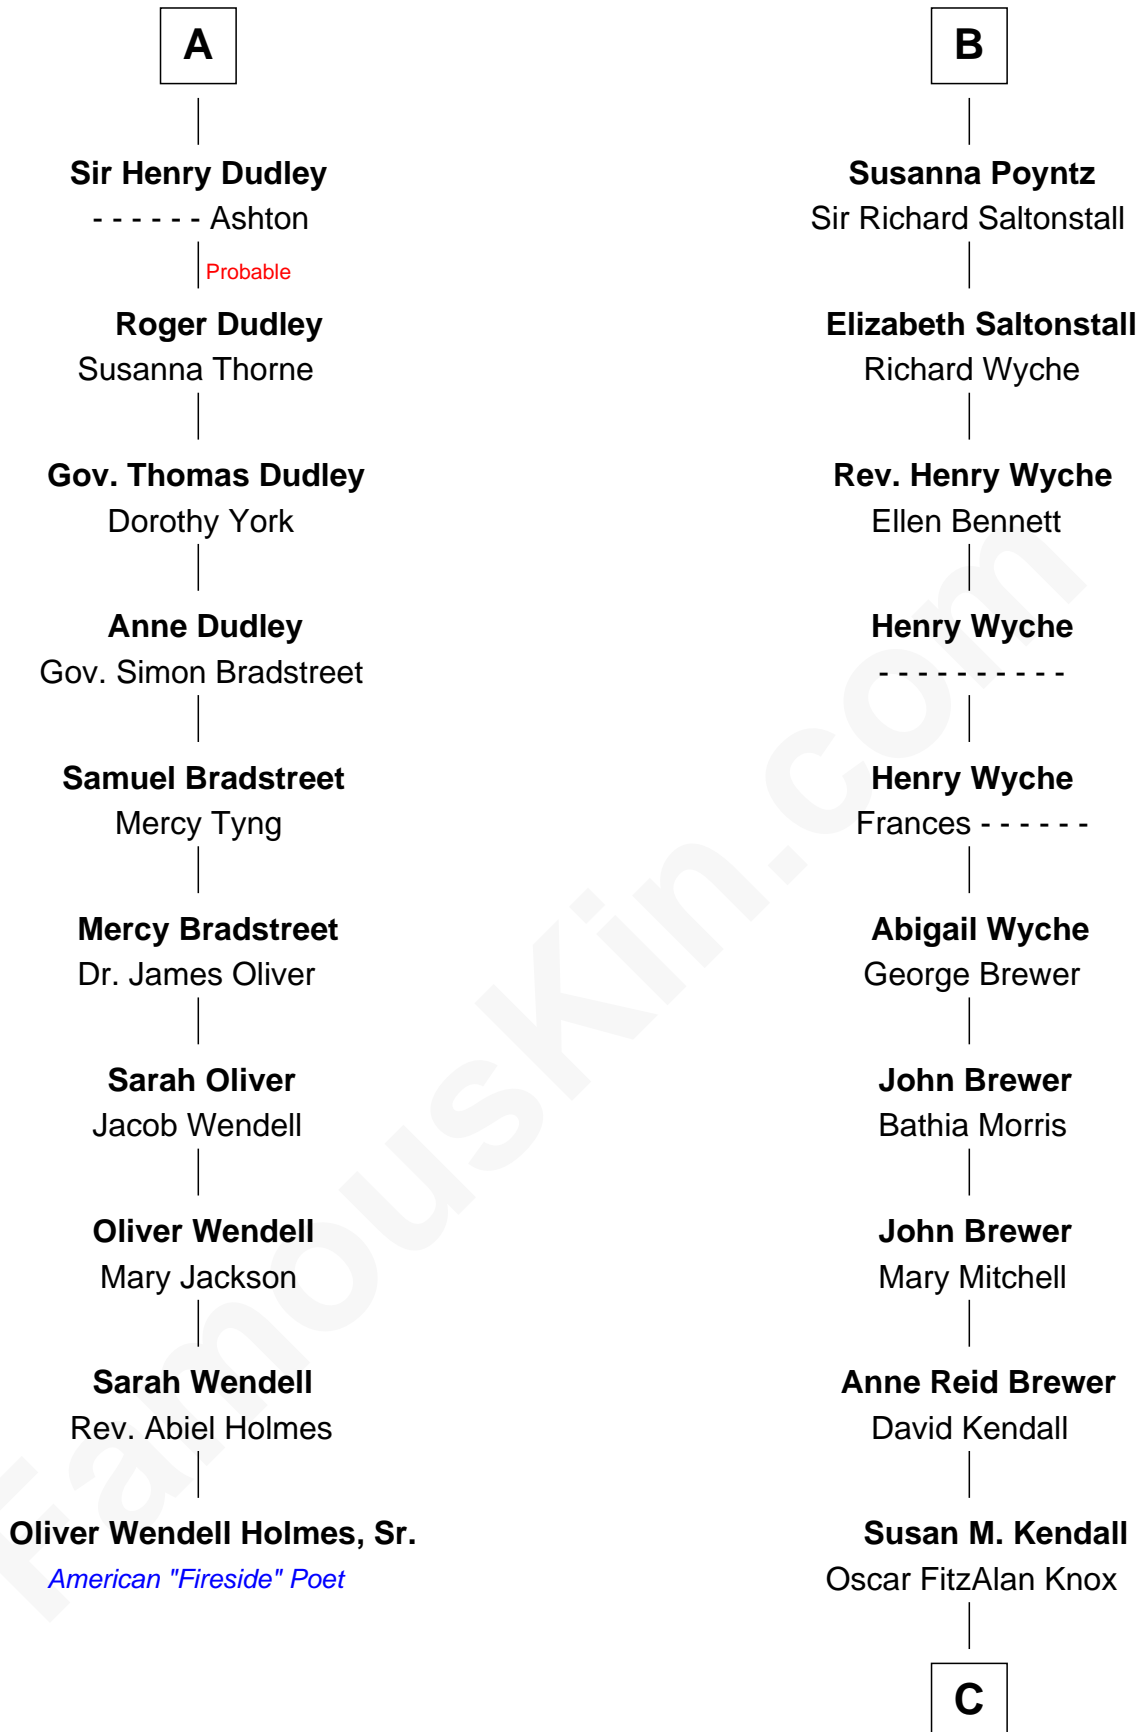 A
Sir Henry Dudley
- - - - - - Ashton
Probable
Roger Dudley
Susanna Thorne
Gov. Thomas Dudley
Dorothy York
Anne Dudley
Gov. Simon Bradstreet
Samuel Bradstreet
Mercy Tyng
Mercy Bradstreet
Dr. James Oliver
Sarah Oliver
Jacob Wendell
Oliver Wendell
Mary Jackson
Sarah Wendell
Rev. Abiel Holmes
Oliver Wendell Holmes, Sr.
American "Fireside" Poet
B
Susanna Poyntz
Sir Richard Saltonstall
Elizabeth Saltonstall
Richard Wyche
Rev. Henry Wyche
Ellen Bennett
Henry Wyche
- - - - - - - - - -
Henry Wyche
Frances - - - - - -
Abigail Wyche
George Brewer
John Brewer
Bathia Morris
John Brewer
Mary Mitchell
Anne Reid Brewer
David Kendall
Susan M. Kendall
Oscar FitzAlan Knox
C
FamousKin.com